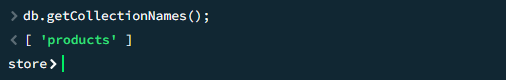 > db.getCollectionNames();
< [ 'products' ]
store>